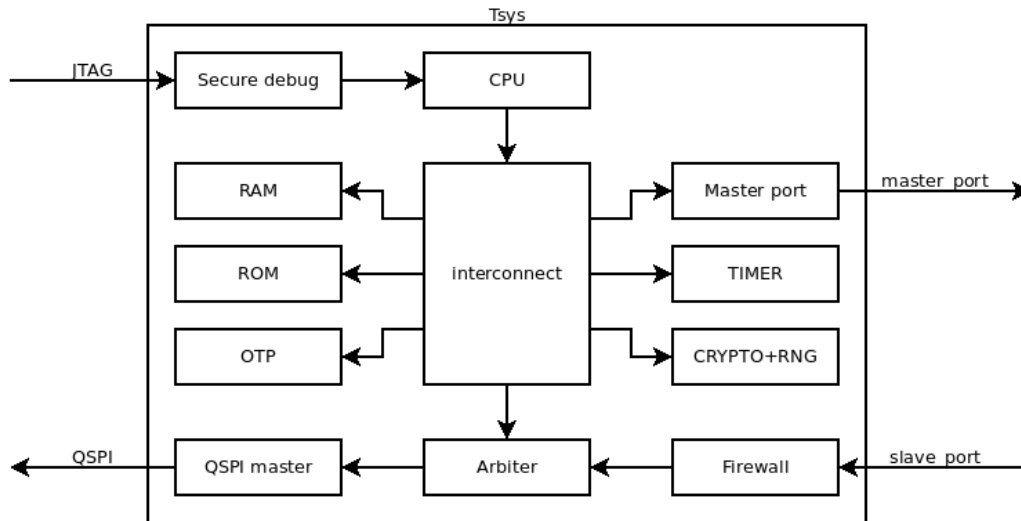 Tsys
JTAG
Secure debug
CPU
RAM
Master port
master_port
ROM
interconnect
TIMER
OTP
CRYPTO+RNG
QSPI
QSPI master
Arbiter
Firewall
slave_port